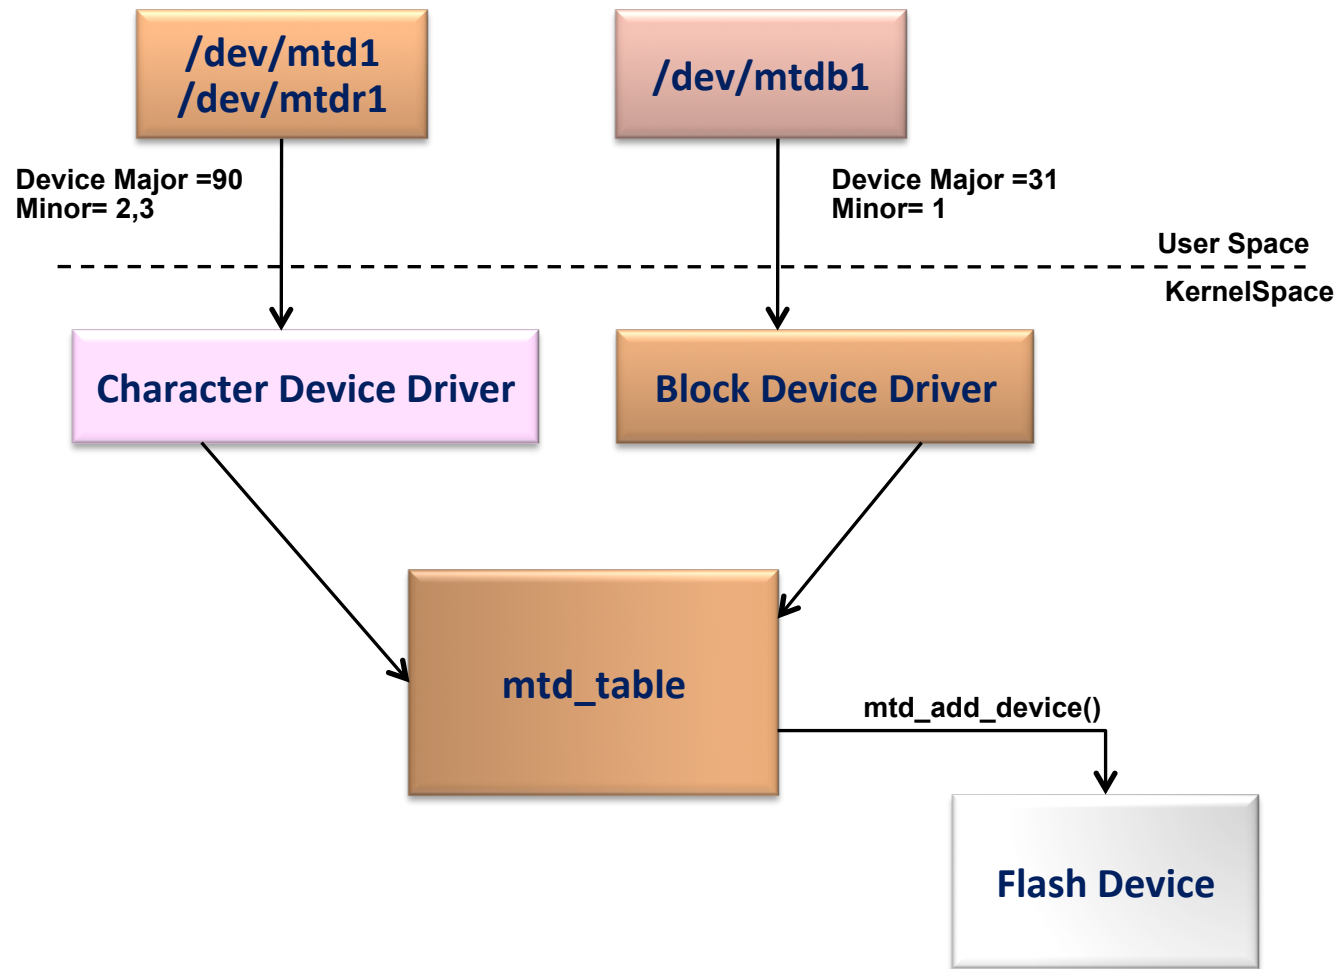 /dev/mtd1
/dev/mtdr1
/dev/mtdb1
Device Major =90
Minor= 2,3
Device Major =31
Minor= 1
User Space
KernelSpace
Character Device Driver
Block Device Driver
mtd_table
mtd_add_device()
Flash Device